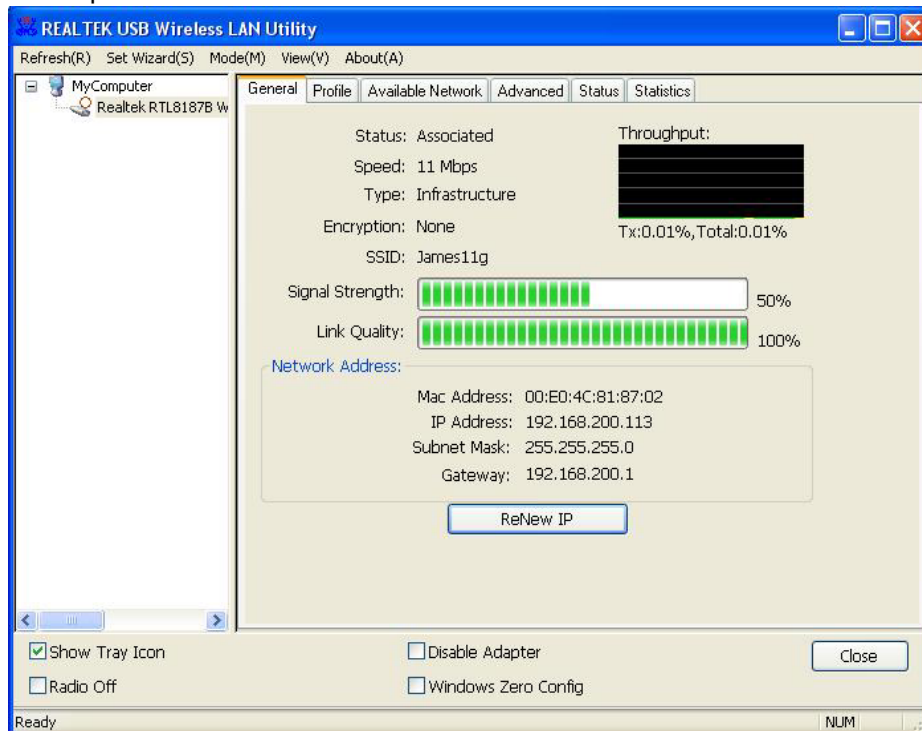 REALTEK USB Wireless LAN Utility
Refresh(R) Set Wizard(S) Mode(M) View(V) About(A)
MyComputer
Realtek RTL8187B W
General Profile Available Network Advanced Status Statistics
Status: Associated
Speed: 11 Mbps
Type: Infrastructure
Encryption: None
SSID: James11g
Throughput:
Tx:0.01%,Total:0.01%
Signal Strength: 50%
Link Quality: 100%
Network Address:
Mac Address: 00:E0:4C:81:87:02
IP Address: 192.168.200.113
Subnet Mask: 255.255.255.0
Gateway: 192.168.200.1
ReNew IP
Show Tray Icon
Radio Off
Disable Adapter
Windows Zero Config
Close
Ready NUM